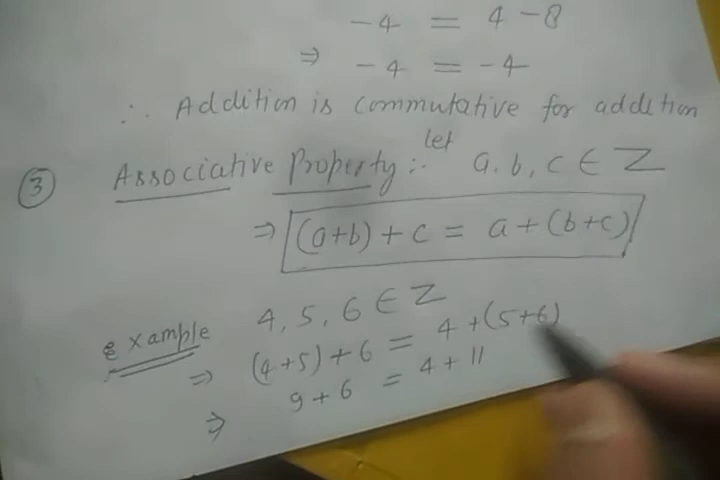 -4 = 4 -8
⇒ -4 = -4
∴ Addition is commutative for addition
③ Associative Property :- let a, b, c ∈ Z
⇒ (a+b) + c = a + (b+c)
example 4, 5, 6 ∈ Z
⇒ (4+5) + 6 = 4 + (5+6)
⇒ 9 + 6 = 4 + 11